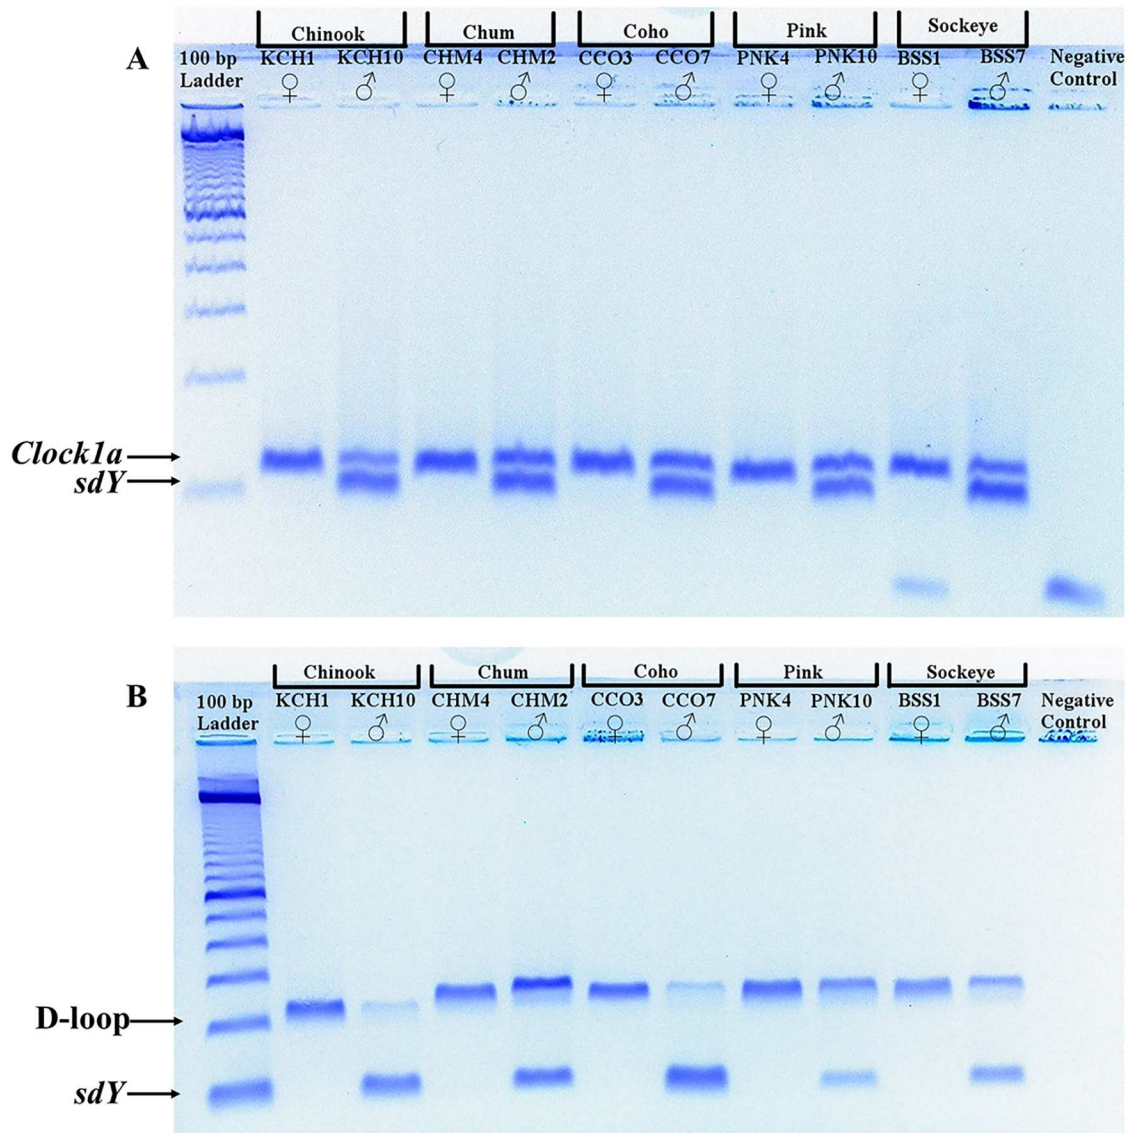 A
Chinook Chum Coho Pink Sockeye
100 bp Ladder KCH1 KCH10 CHM4 CHM2 CCO3 CCO7 PNK4 PNK10 BSS1 BSS7 Negative Control
♀ ♂ ♀ ♂ ♀ ♂ ♀ ♂ ♀ ♂
Clock1a
sdY
B
Chinook Chum Coho Pink Sockeye
100 bp Ladder KCH1 KCH10 CHM4 CHM2 CCO3 CCO7 PNK4 PNK10 BSS1 BSS7 Negative Control
♀ ♂ ♀ ♂ ♀ ♂ ♀ ♂ ♀ ♂
D-loop
sdY